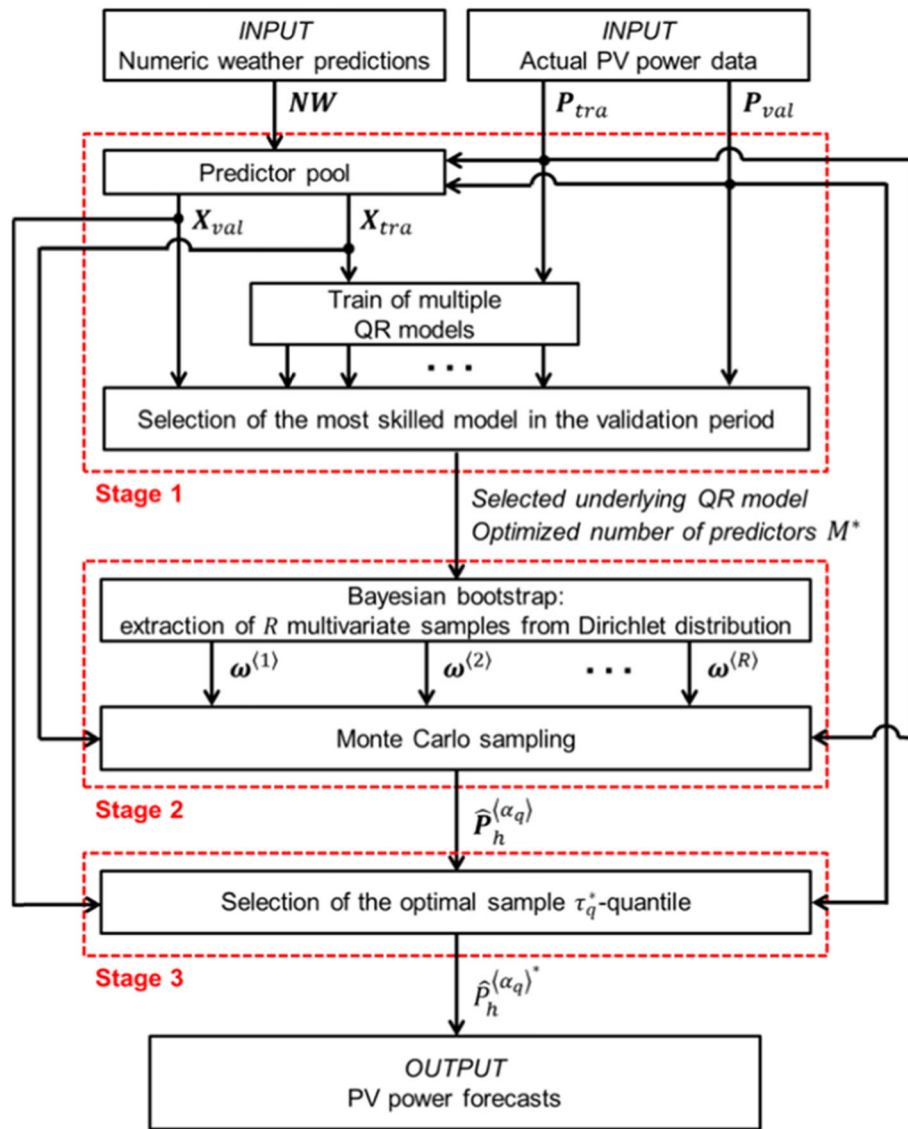 INPUT
Numeric weather predictions
INPUT
Actual PV power data
NW
P_tra
P_val
Predictor pool
X_val
X_tra
Train of multiple
QR models
...
Selection of the most skilled model in the validation period
Stage 1
Selected underlying QR model
Optimized number of predictors M*
Bayesian bootstrap:
extraction of R multivariate samples from Dirichlet distribution
ω^⟨1⟩
ω^⟨2⟩
...
ω^⟨R⟩
Monte Carlo sampling
Stage 2
P̂_h^⟨α_q⟩
Selection of the optimal sample τ_q^*-quantile
Stage 3
P̂_h^⟨α_q⟩*
OUTPUT
PV power forecasts